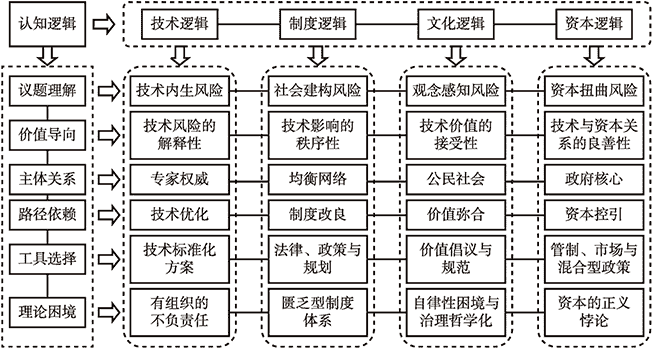 认知逻辑
技术逻辑
制度逻辑
文化逻辑
资本逻辑
议题理解
技术内生风险
社会建构风险
观念感知风险
资本扭曲风险
价值导向
技术风险的
解释性
技术影响的
秩序性
技术价值的
接受性
技术与资本关
系的良善性
主体关系
专家权威
均衡网络
公民社会
政府核心
路径依赖
技术优化
制度改良
价值弥合
资本控引
工具选择
技术标准化
方案
法律、政策与
规划
价值倡议与
规范
管制、市场与
混合型政策
理论困境
有组织的
不负责任
匮乏型制度
体系
自律性困境与
治理哲学化
资本的正义
悖论